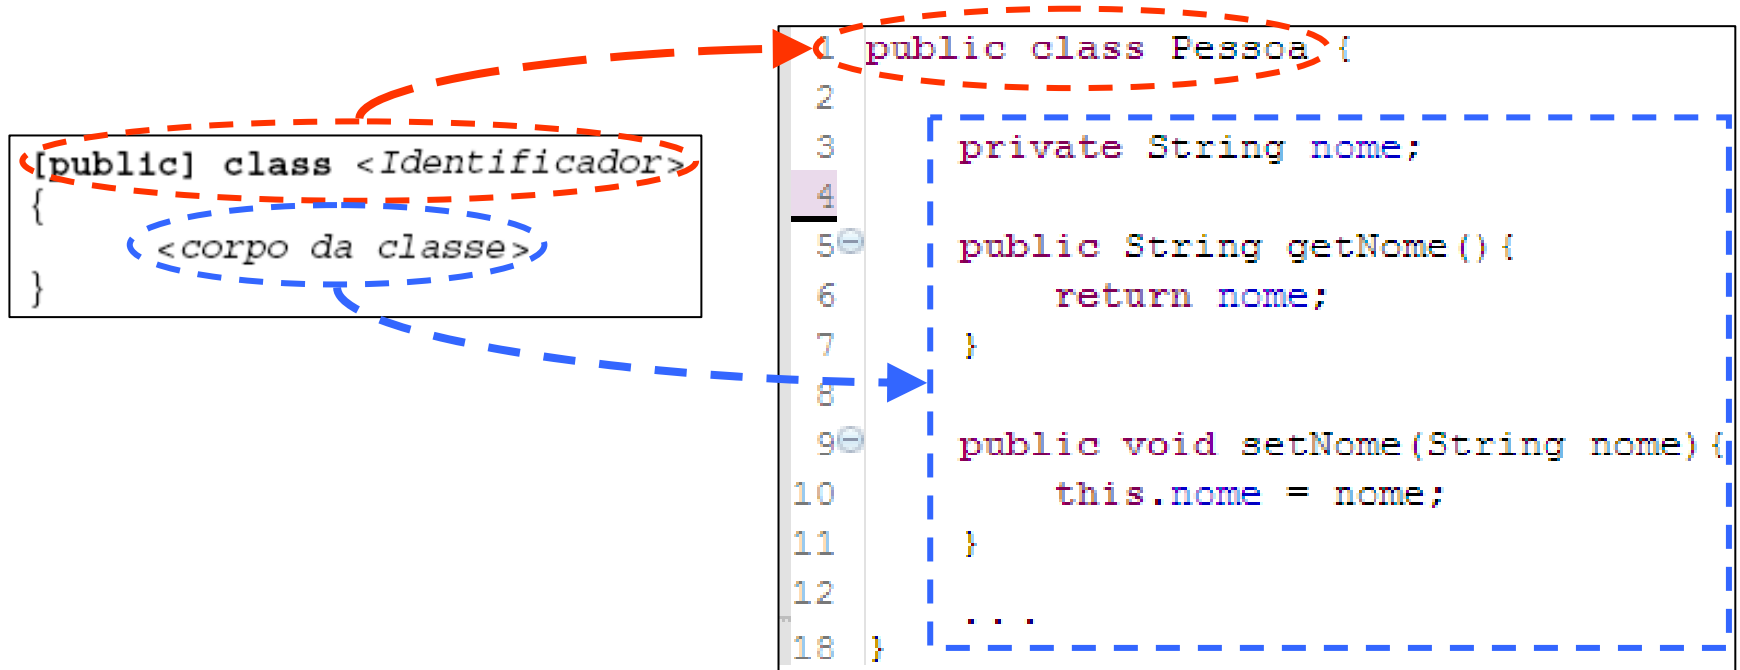 [public] class <Identificador>
{
<corpo da classe>
}
1 public class Pessoa {
2
3 private String nome;
4
5 public String getNome(){
6 return nome;
7 }
8
9 public void setNome(String nome){
10 this.nome = nome;
11 }
12
...
18 }